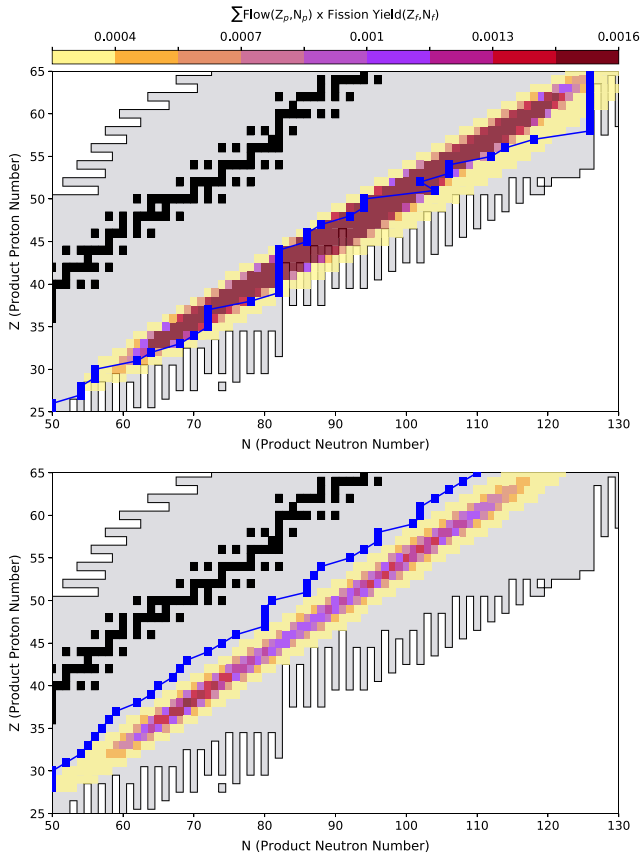 ∑Flow(Zₚ,Nₚ) x Fission Yield(Z_f,N_f)
0.0004 0.0007 0.001 0.0013 0.0016
65
60
55
50
45
40
35
30
25
Z (Product Proton Number)
50 60 70 80 90 100 110 120 130
N (Product Neutron Number)
65
60
55
50
45
40
35
30
25
Z (Product Proton Number)
50 60 70 80 90 100 110 120 130
N (Product Neutron Number)